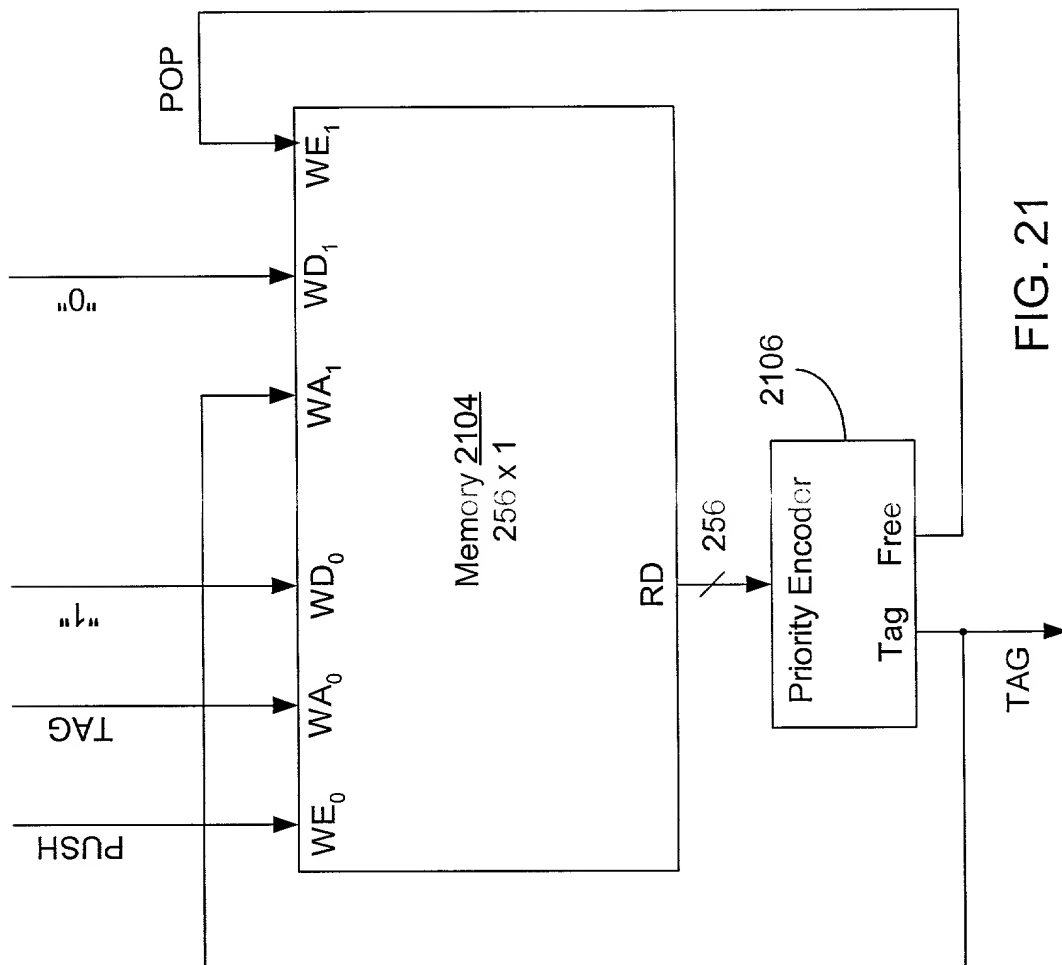 PUSH
TAG
"1"
"0"
POP
WE0
WA0
WD0
WA1
WD1
WE1
Memory 2104
256 x 1
RD
256
2106
Priority Encoder
Tag Free
TAG
FIG. 21